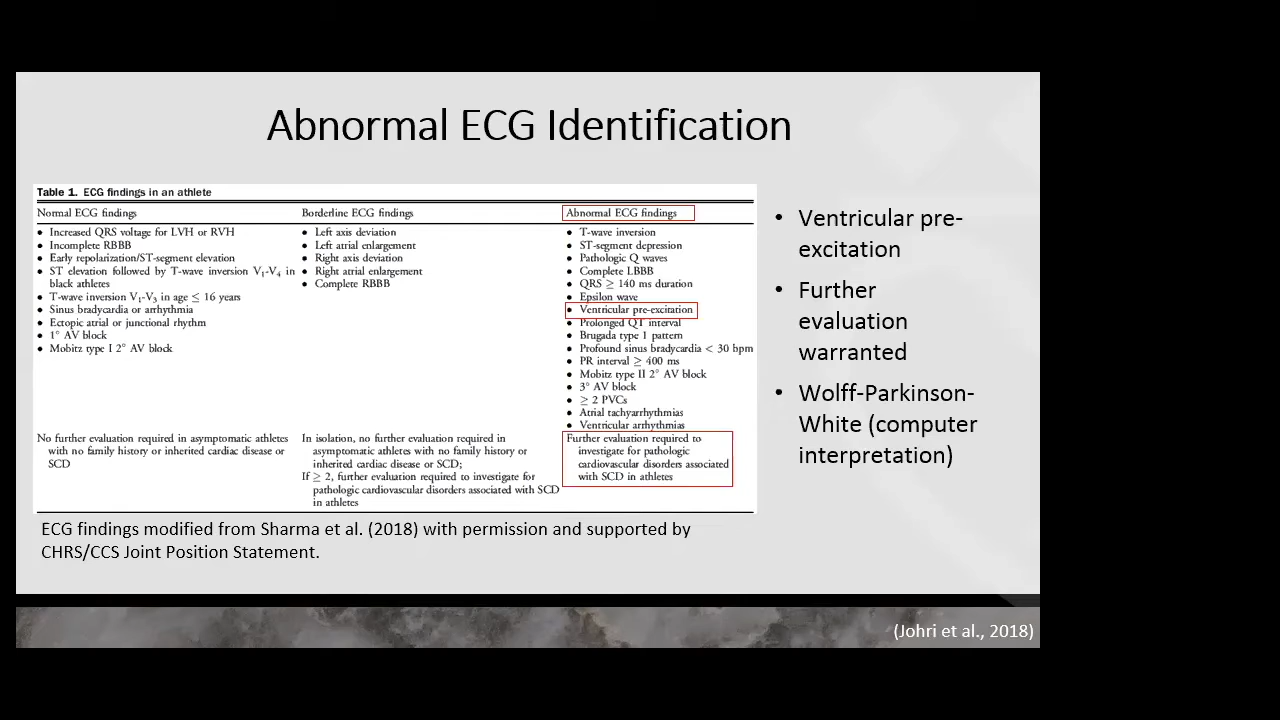 Abnormal ECG Identification
Table 1. ECG findings in an athlete
Normal ECG findings
• Increased QRS voltage for LVH or RVH
• Incomplete RBBB
• Early repolarization/ST-segment elevation
• ST elevation followed by T-wave inversion V1-V4 in
black athletes
• T-wave inversion V1-V3 in age ≤ 16 years
• Sinus bradycardia or arrhythmia
• Ectopic atrial or junctional rhythm
• 1° AV block
• Mobitz type I 2° AV block
No further evaluation required in asymptomatic athletes
with no family history or inherited cardiac disease or
SCD
Borderline ECG findings
• Left axis deviation
• Left atrial enlargement
• Right axis deviation
• Right atrial enlargement
• Complete RBBB
In isolation, no further evaluation required in
asymptomatic athletes with no family history or
inherited cardiac disease or SCD;
If ≥ 2, further evaluation required to investigate for
pathologic cardiovascular disorders associated with SCD
in athletes
Abnormal ECG findings
• T-wave inversion
• ST-segment depression
• Pathologic Q waves
• Complete LBBB
• QRS ≥ 140 ms duration
• Epsilon wave
• Ventricular pre-excitation
• Prolonged QT interval
• Brugada type 1 pattern
• Profound sinus bradycardia < 30 bpm
• PR interval ≥ 400 ms
• Mobitz type II 2° AV block
• 3° AV block
• ≥ 2 PVCs
• Atrial tachyarrhythmias
• Ventricular arrhythmias
Further evaluation required to
investigate for pathologic
cardiovascular disorders associated
with SCD in athletes
ECG findings modified from Sharma et al. (2018) with permission and supported by
CHRS/CCS Joint Position Statement.
• Ventricular pre-
excitation
• Further
evaluation
warranted
• Wolff-Parkinson-
White (computer
interpretation)
(Johri et al., 2018)